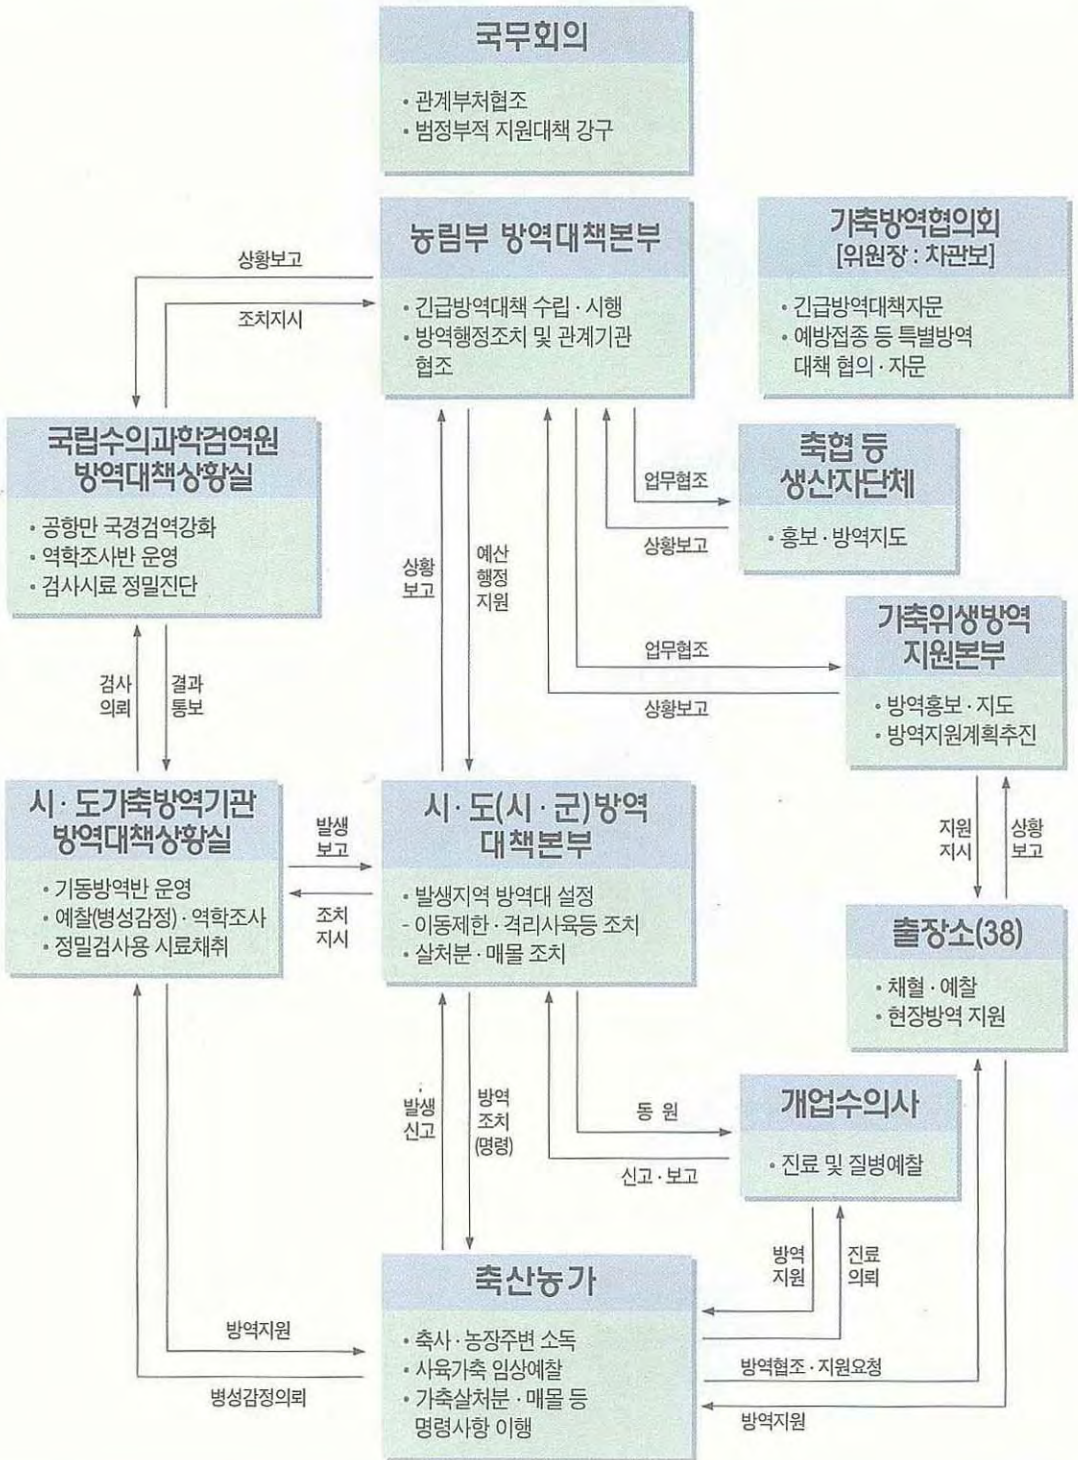 국무회의
• 관계부처협조
• 범정부적 지원대책 강구
농림부 방역대책본부
• 긴급방역대책 수립 · 시행
• 방역행정조치 및 관계기관
협조
가축방역협의회
[위원장 : 차관보]
• 긴급방역대책자문
• 예방접종 등 특별방역
대책 협의 · 자문
상황보고
조치지시
국립수의과학검역원
방역대책상황실
• 공항만 국경검역강화
• 역학조사반 운영
• 검사시료 정밀진단
축협 등
생산자단체
• 홍보 · 방역지도
업무협조
상황보고
상황
보고
예산
행정
지원
가축위생방역
지원본부
• 방역홍보 · 지도
• 방역지원계획추진
업무협조
상황보고
검사
의뢰
결과
통보
시 · 도가축방역기관
방역대책상황실
• 기동방역반 운영
• 예찰(병성감정) · 역학조사
• 정밀검사용 시료채취
발생
보고
조치
지시
시 · 도(시 · 군)방역
대책본부
• 발생지역 방역대 설정
- 이동제한 · 격리사육등 조치
• 살처분 · 매몰 조치
지원
지시
상황
보고
출장소(38)
• 채혈 · 예찰
• 현장방역 지원
발생
신고
방역
조치
(명령)
동 원
신고 · 보고
개업수의사
• 진료 및 질병예찰
방역
지원
진료
의뢰
축산농가
• 축사 · 농장주변 소독
• 사육가축 임상예찰
• 가축살처분 · 매몰 등
명령사항 이행
방역지원
병성감정의뢰
방역협조 · 지원요청
방역지원